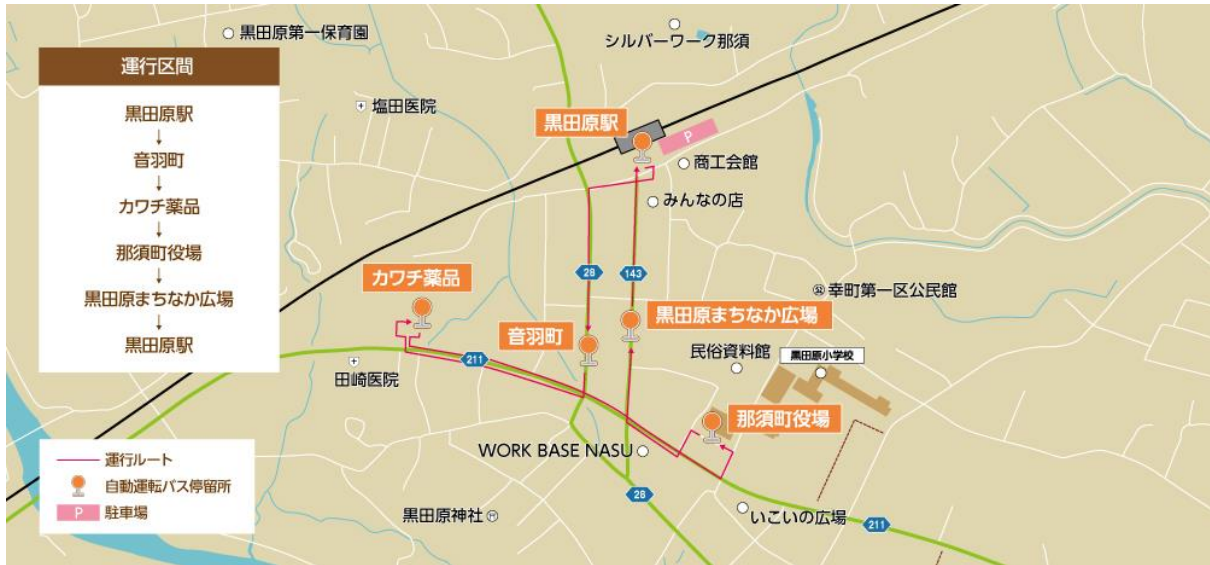 黒田原第一保育園
シルバーワーク那須
運行区間
黒田原駅
↓
音羽町
↓
カワチ薬品
↓
那須町役場
↓
黒田原まちなか広場
↓
黒田原駅
塩田医院
黒田原駅
P
商工会館
みんなの店
28
143
カワチ薬品
幸町第一区公民館
黒田原まちなか広場
音羽町
民俗資料館
黒田原小学校
211
田崎医院
那須町役場
WORK BASE NASU
28
いこいの広場
211
黒田原神社
運行ルート
自動運転バス停留所
P 駐車場